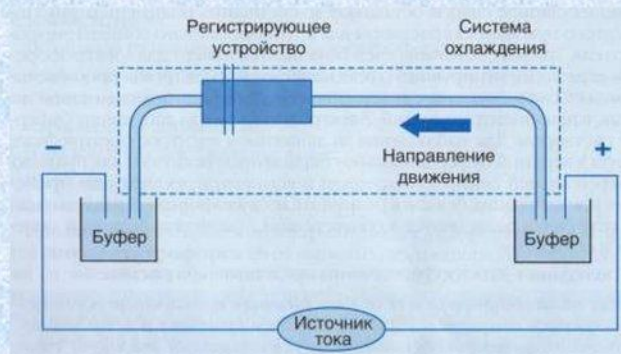 Регистрирующее
устройство
Система
охлаждения
Направление
движения
–
+
Буфер
Буфер
Источник
тока